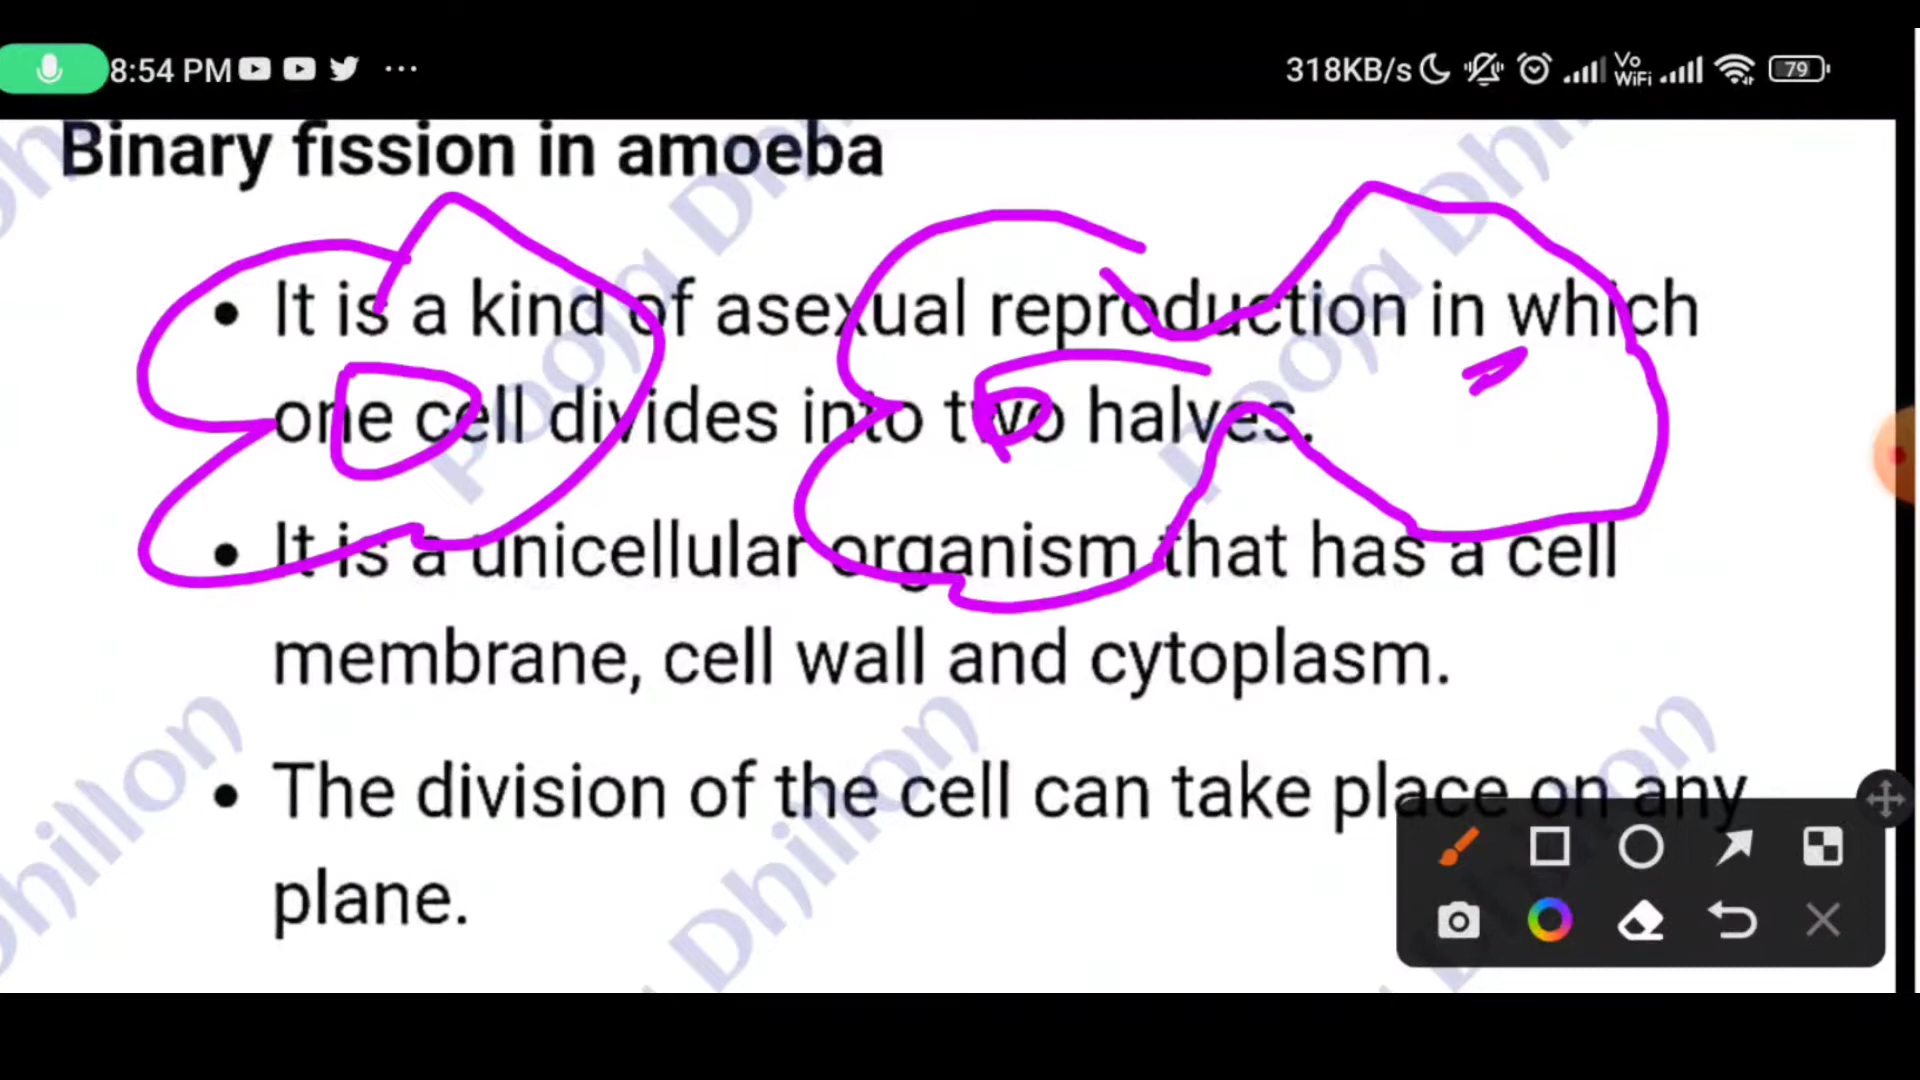 8:54 PM ... 318KB/s Vo WiFi 79
Binary fission in amoeba
• It is a kind of asexual reproduction in which
one cell divides into two halves.
• It is a unicellular organism that has a cell
membrane, cell wall and cytoplasm.
• The division of the cell can take place on any
plane.
Pooja Dhillon